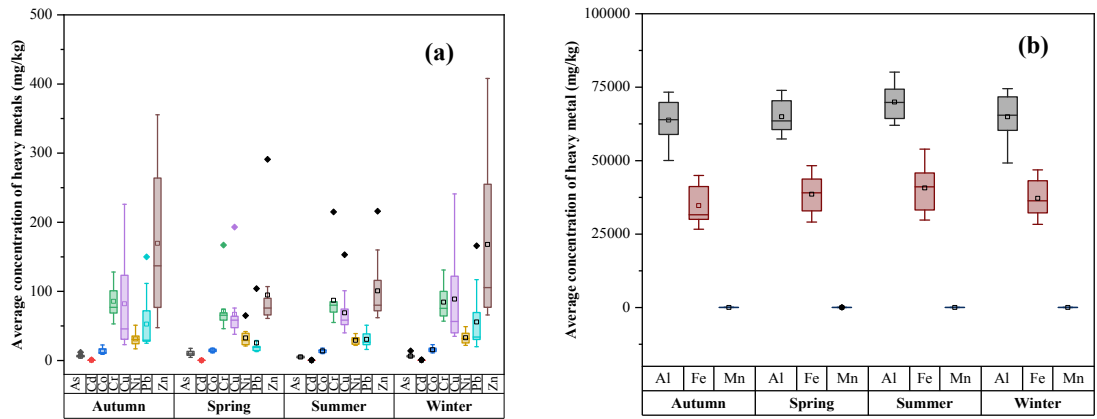 Average concentration of heavy metals (mg/kg)
500
400
300
200
100
0
(a)
As Cd Co Cr Cu Ni Pb Zn As Cd Co Cr Cu Ni Pb Zn As Cd Co Cr Cu Ni Pb Zn As Cd Co Cr Cu Ni Pb Zn
Autumn Spring Summer Winter
Average concentration of heavy metal (mg/kg)
100000
75000
50000
25000
0
(b)
Al Fe Mn Al Fe Mn Al Fe Mn Al Fe Mn
Autumn Spring Summer Winter